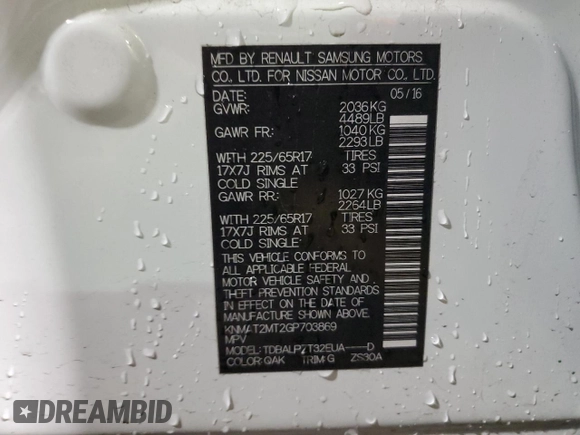 MFD BY RENAULT SAMSUNG MOTORS
CO., LTD. FOR NISSAN MOTOR CO., LTD.
DATE: 05/16
GVWR: 2036KG
4489LB
GAWR FR: 1040 KG
2293LB
WITH 225/65R17 TIRES
17X7J RIMS AT 33 PSI
COLD SINGLE
GAWR RR: 1027 KG
2264LB
WITH 225/65R17 TIRES
17X7J RIMS AT 33 PSI
COLD SINGLE:
THIS VEHICLE CONFORMS TO
ALL APPLICABLE FEDERAL
MOTOR VEHICLE SAFETY AND
THEFT PREVENTION STANDARDS
IN EFFECT ON THE DATE OF
MANUFACTURE SHOWN ABOVE.
KNMAT2MT2GP703869
MPV
MODEL:
COLOR:QAK TRIM:G ZS30A
DREAMBID